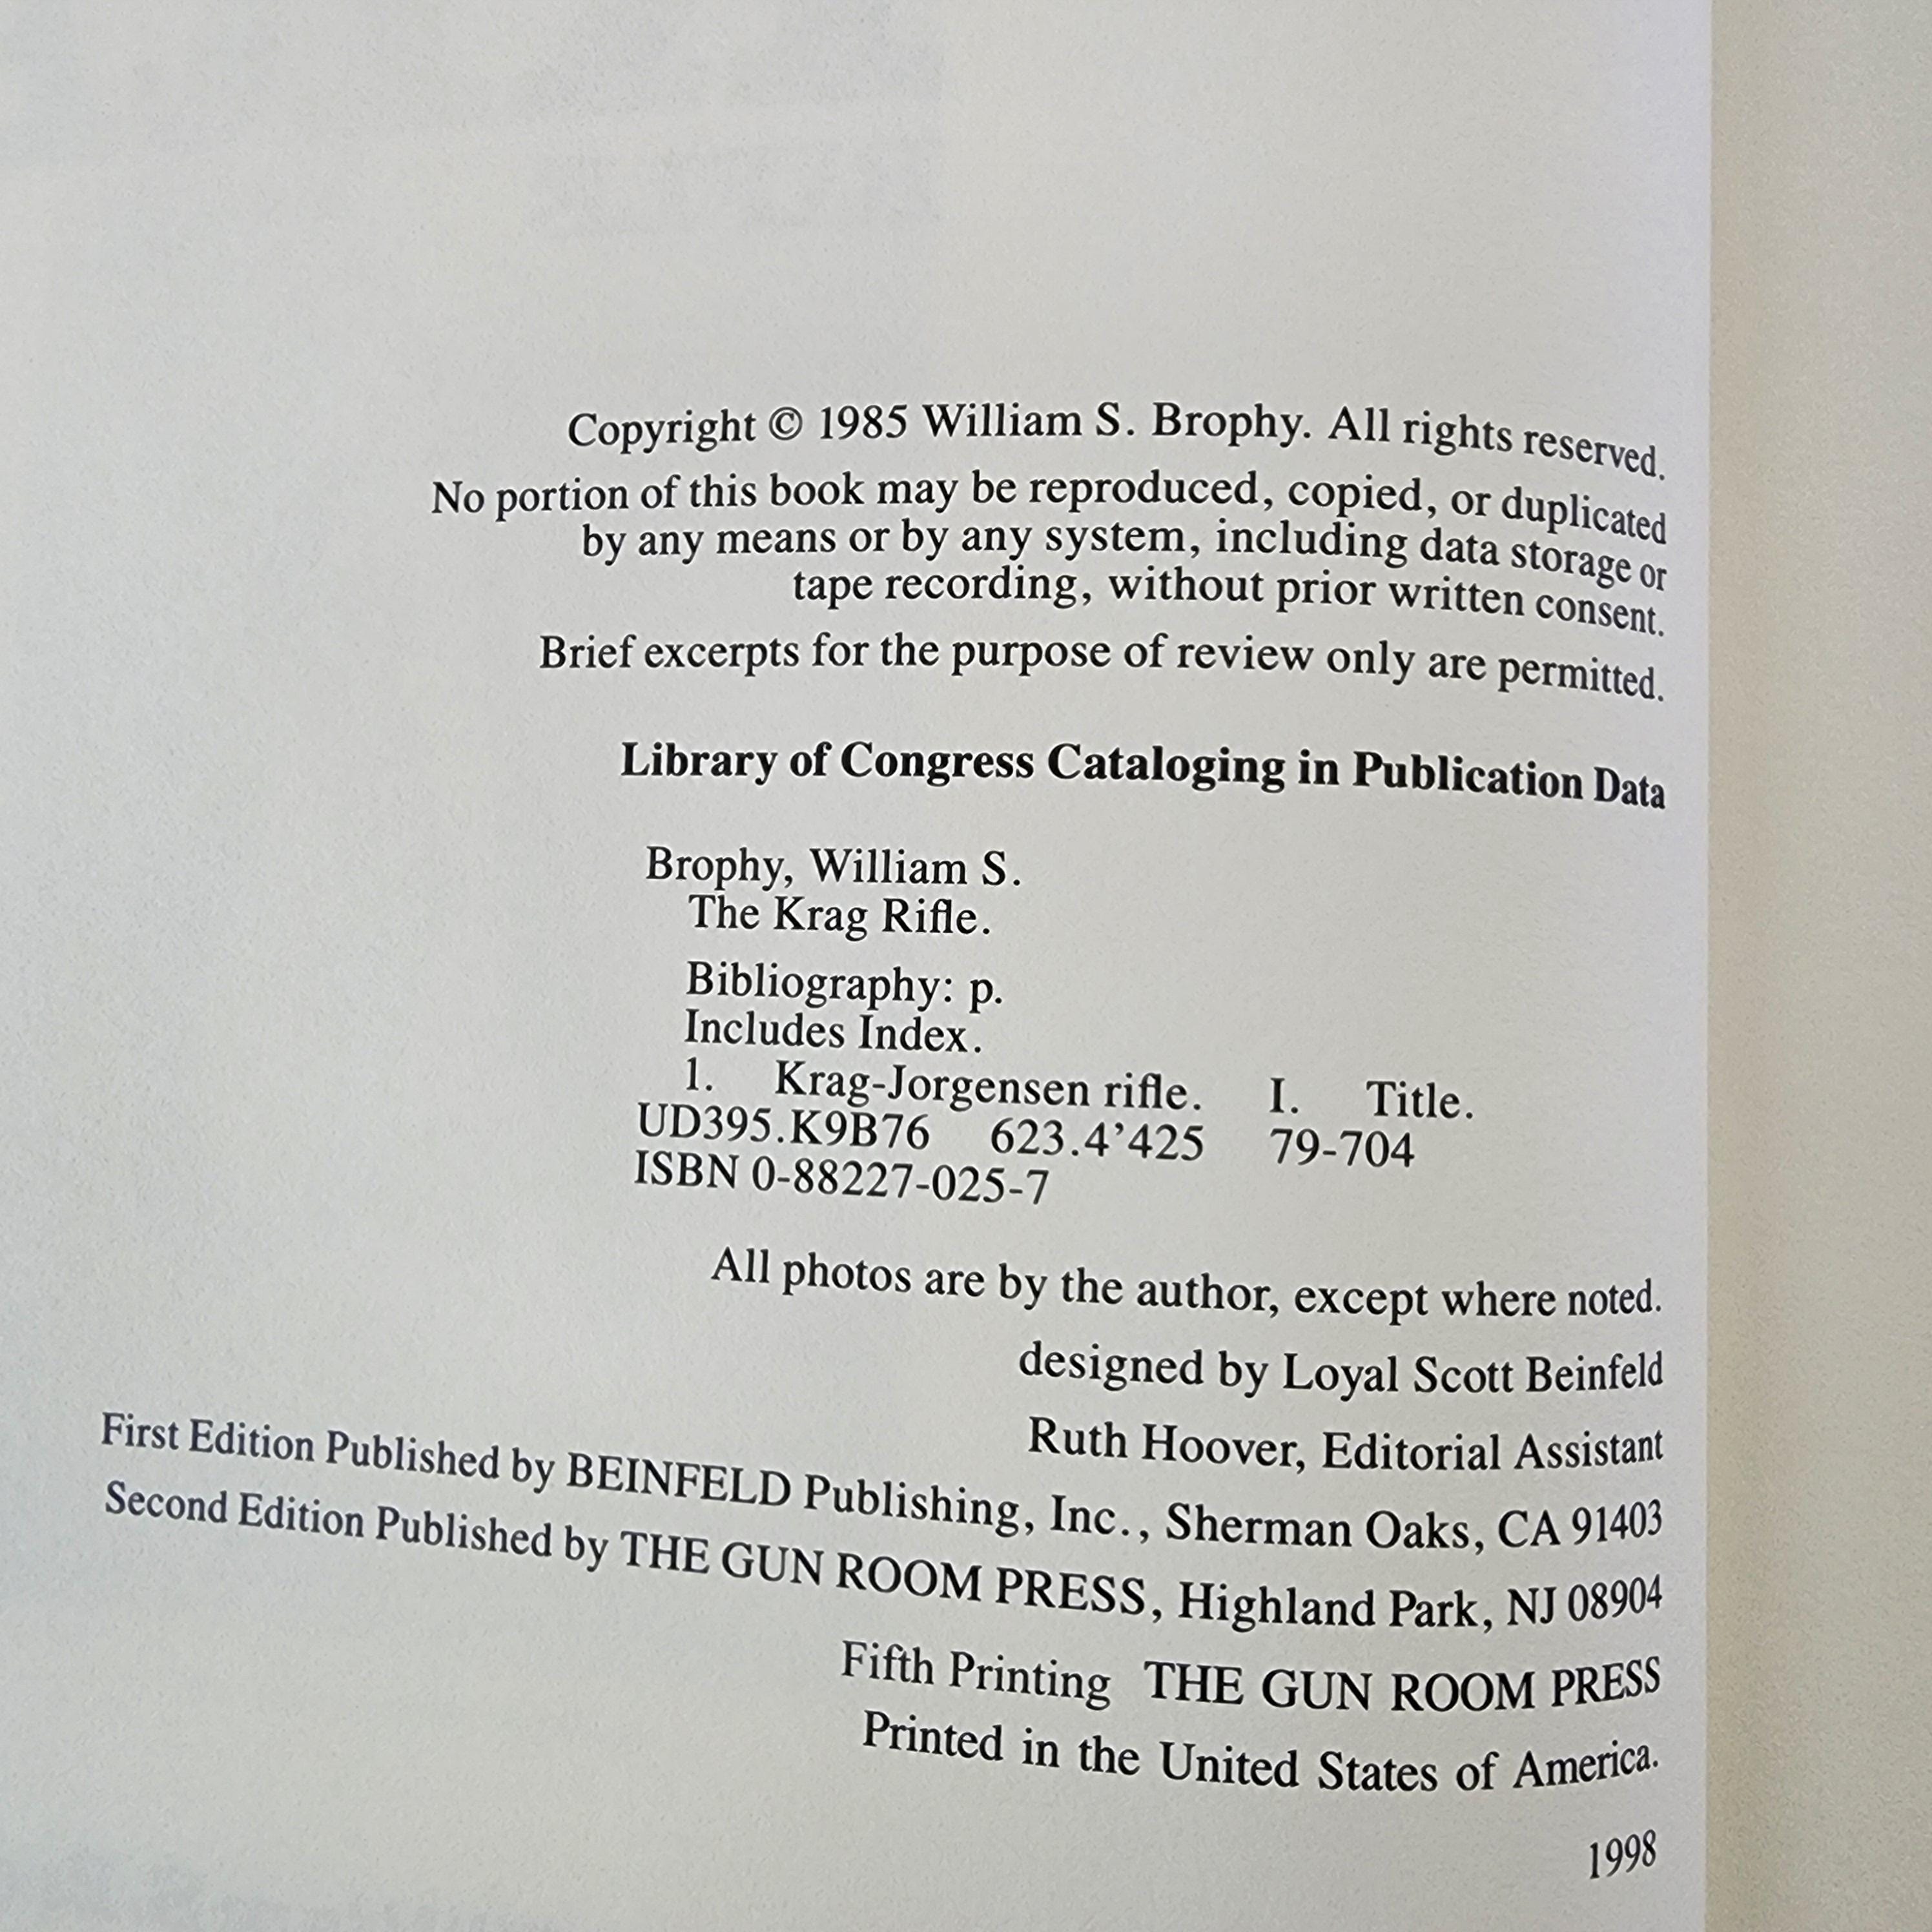 Copyright © 1985 William S. Brophy. All rights reserved.
No portion of this book may be reproduced, copied, or duplicated
by any means or by any system, including data storage or
tape recording, without prior written consent.
Brief excerpts for the purpose of review only are permitted.
Library of Congress Cataloging in Publication Data
Brophy, William S.
The Krag Rifle.
Bibliography: p.
Includes Index.
1. Krag-Jorgensen rifle. I. Title.
UD395.K9B76 623.4’425 79-704
ISBN 0-88227-025-7
All photos are by the author, except where noted.
designed by Loyal Scott Beinfeld
Ruth Hoover, Editorial Assistant
First Edition Published by BEINFELD Publishing, Inc., Sherman Oaks, CA 91403
Second Edition Published by THE GUN ROOM PRESS, Highland Park, NJ 08904
Fifth Printing THE GUN ROOM PRESS
Printed in the United States of America.
1998